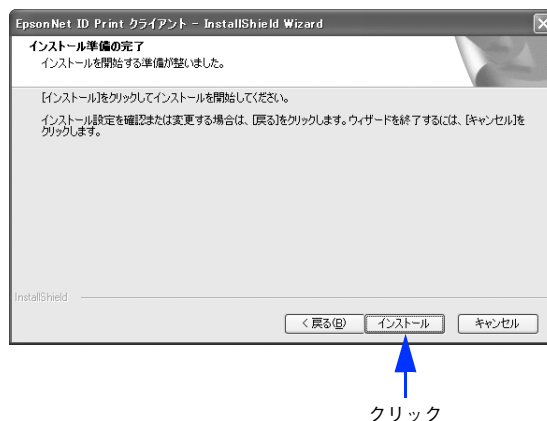 EpsonNet ID Print クライアント - InstallShield Wizard
インストール準備の完了
インストールを開始する準備が整いました。
[インストール]をクリックしてインストールを開始してください。
インストール設定を確認または変更する場合は、[戻る]をクリックします。ウィザードを終了するには、[キャンセル]を
クリックします。
InstallShield
< 戻る(B) インストール キャンセル
クリック